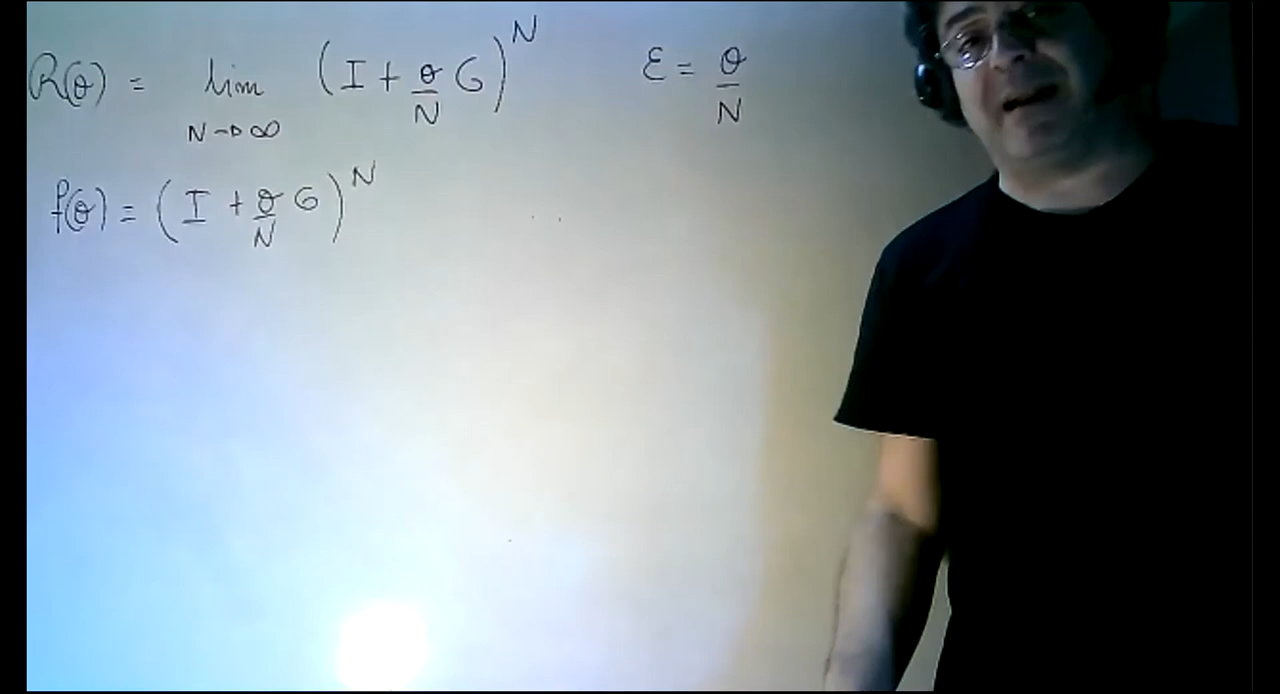 R(θ) = lim (I + θ/N G)^N ε = θ/N
N→∞
f(θ) = (I + θ/N G)^N